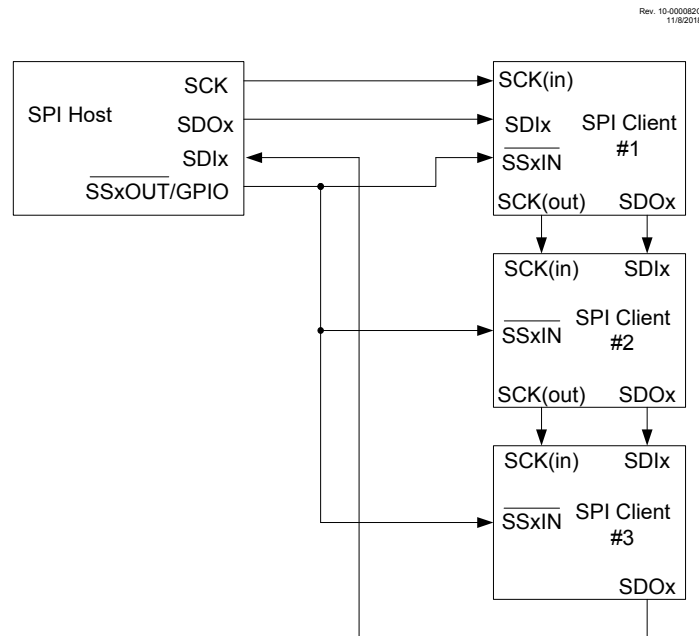 Rev. 10-000082C
11/8/2018
SPI Host
SCK
SDOx
SDIx
SSxOUT/GPIO
SCK(in)
SDIx
SPI Client
#1
SSxIN
SCK(out) SDOx
SCK(in) SDIx
SPI Client
#2
SSxIN
SCK(out) SDOx
SCK(in) SDIx
SPI Client
#3
SSxIN
SDOx